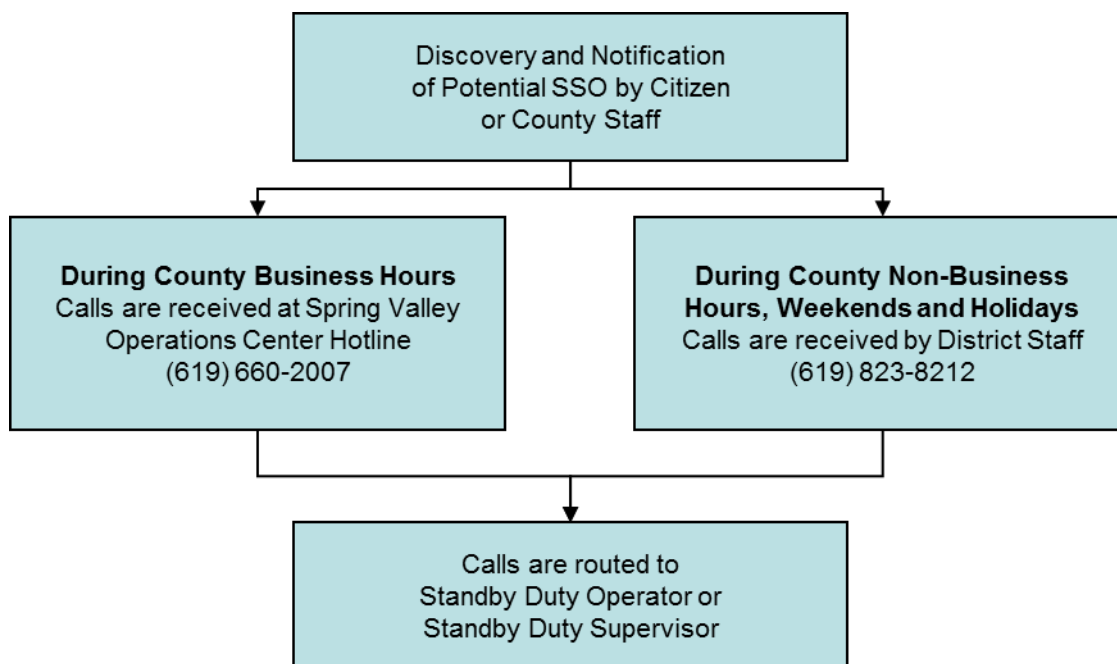 Discovery and Notification
of Potential SSO by Citizen
or County Staff
During County Business Hours
Calls are received at Spring Valley
Operations Center Hotline
(619) 660-2007
During County Non-Business
Hours, Weekends and Holidays
Calls are received by District Staff
(619) 823-8212
Calls are routed to
Standby Duty Operator or
Standby Duty Supervisor